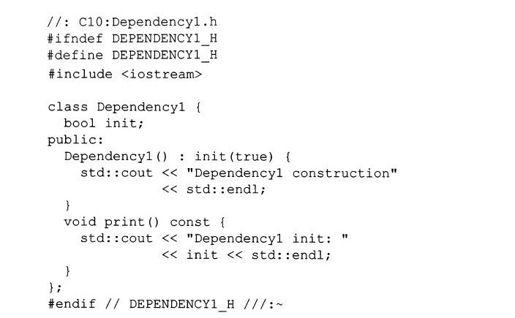 //: C10:Dependency1.h
#ifndef DEPENDENCY1_H
#define DEPENDENCY1_H
#include <iostream>

class Dependency1 {
  bool init;
public:
  Dependency1() : init(true) {
    std::cout << "Dependency1 construction"
              << std::endl;
  }
  void print() const {
    std::cout << "Dependency1 init: "
              << init << std::endl;
  }
};
#endif // DEPENDENCY1_H ///:~